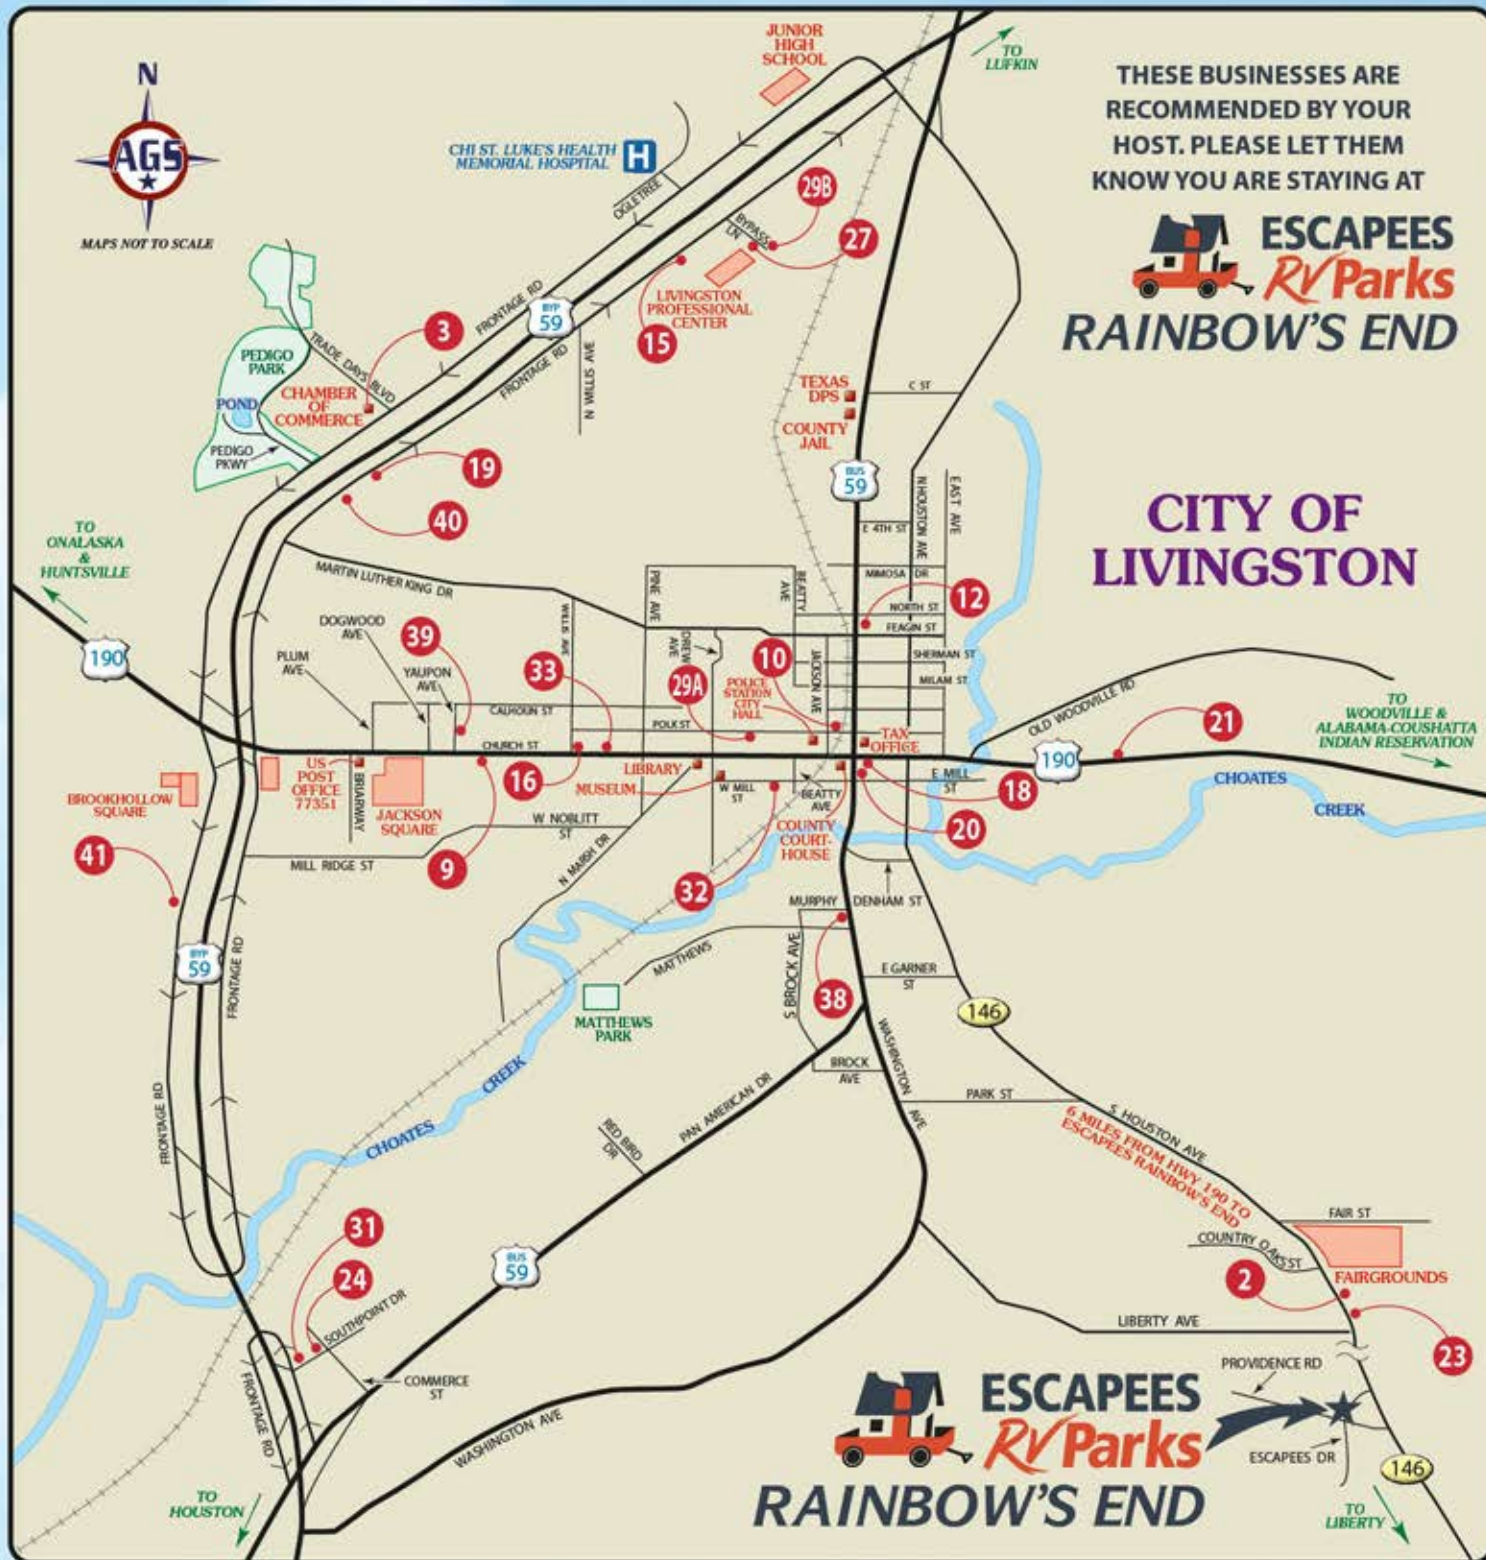 N
AGS
MAPS NOT TO SCALE
JUNIOR
HIGH
SCHOOL
TO
LUFKIN
THESE BUSINESSES ARE
RECOMMENDED BY YOUR
HOST. PLEASE LET THEM
KNOW YOU ARE STAYING AT
ESCAPEES
RV Parks
RAINBOW'S END
CHI ST. LUKE'S HEALTH
MEMORIAL HOSPITAL
H
OGLETREE
29B
BYPASS
LN
27
LIVINGSTON
PROFESSIONAL
CENTER
15
FRONTAGE RD
BYP
59
FRONTAGE RD
N WILLIS AVE
3
TRADE DAYS BLVD
PEDIGO
PARK
CHAMBER
OF
COMMERCE
POND
PEDIGO
PKWY
TEXAS
DPS
COUNTY
JAIL
C ST
BUS
59
19
40
N HOUSTON AVE
EAST AVE
E 4TH ST
CITY OF
LIVINGSTON
TO
ONALASKA
&
HUNTSVILLE
190
MARTIN LUTHER KING DR
PINE AVE
BEATTY
AVE
MIMOSA DR
12
NORTH ST
FEAGIN ST
DOGWOOD
AVE
39
WILLIS AVE
DREW
AVE
10
JACKSON AVE
SHERMAN ST
PLUM
AVE
YAUPON
AVE
33
29A
POLICE
STATION
CITY
HALL
MILAM ST
OLD WOODVILLE RD
CALHOUN ST
POLK ST
21
TO
WOODVILLE &
ALABAMA-COUSHATTA
INDIAN RESERVATION
TAX
OFFICE
CHURCH ST
US
POST
OFFICE
77351
BRIARWAY
LIBRARY
MUSEUM
16
W MILL
ST
BEATTY
AVE
E MILL
ST
190
18
CHOATES
CREEK
BROOKHOLLOW
SQUARE
JACKSON
SQUARE
W NOBLITT
ST
COUNTY
COURT-
HOUSE
20
41
MILL RIDGE ST
9
N MARSH DR
32
MURPHY
DENHAM ST
BYP
59
FRONTAGE RD
MATTHEWS
S BROCK AVE
38
E GARNER
ST
146
MATTHEWS
PARK
WASHINGTON AVE
BROCK
AVE
PARK ST
CHOATES
CREEK
FRONTAGE RD
RED BIRD
DR
PAN AMERICAN DR
S HOUSTON AVE
6 MILES FROM HWY 190 TO
ESCAPEES RAINBOW'S END
31
24
BUS
59
FAIR ST
COUNTRY OAKS ST
2
FAIRGROUNDS
SOUTHPOINT DR
LIBERTY AVE
23
COMMERCE
ST
FRONTAGE RD
PROVIDENCE RD
ESCAPEES
RV Parks
RAINBOW'S END
ESCAPEES DR
146
WASHINGTON AVE
TO
HOUSTON
TO
LIBERTY